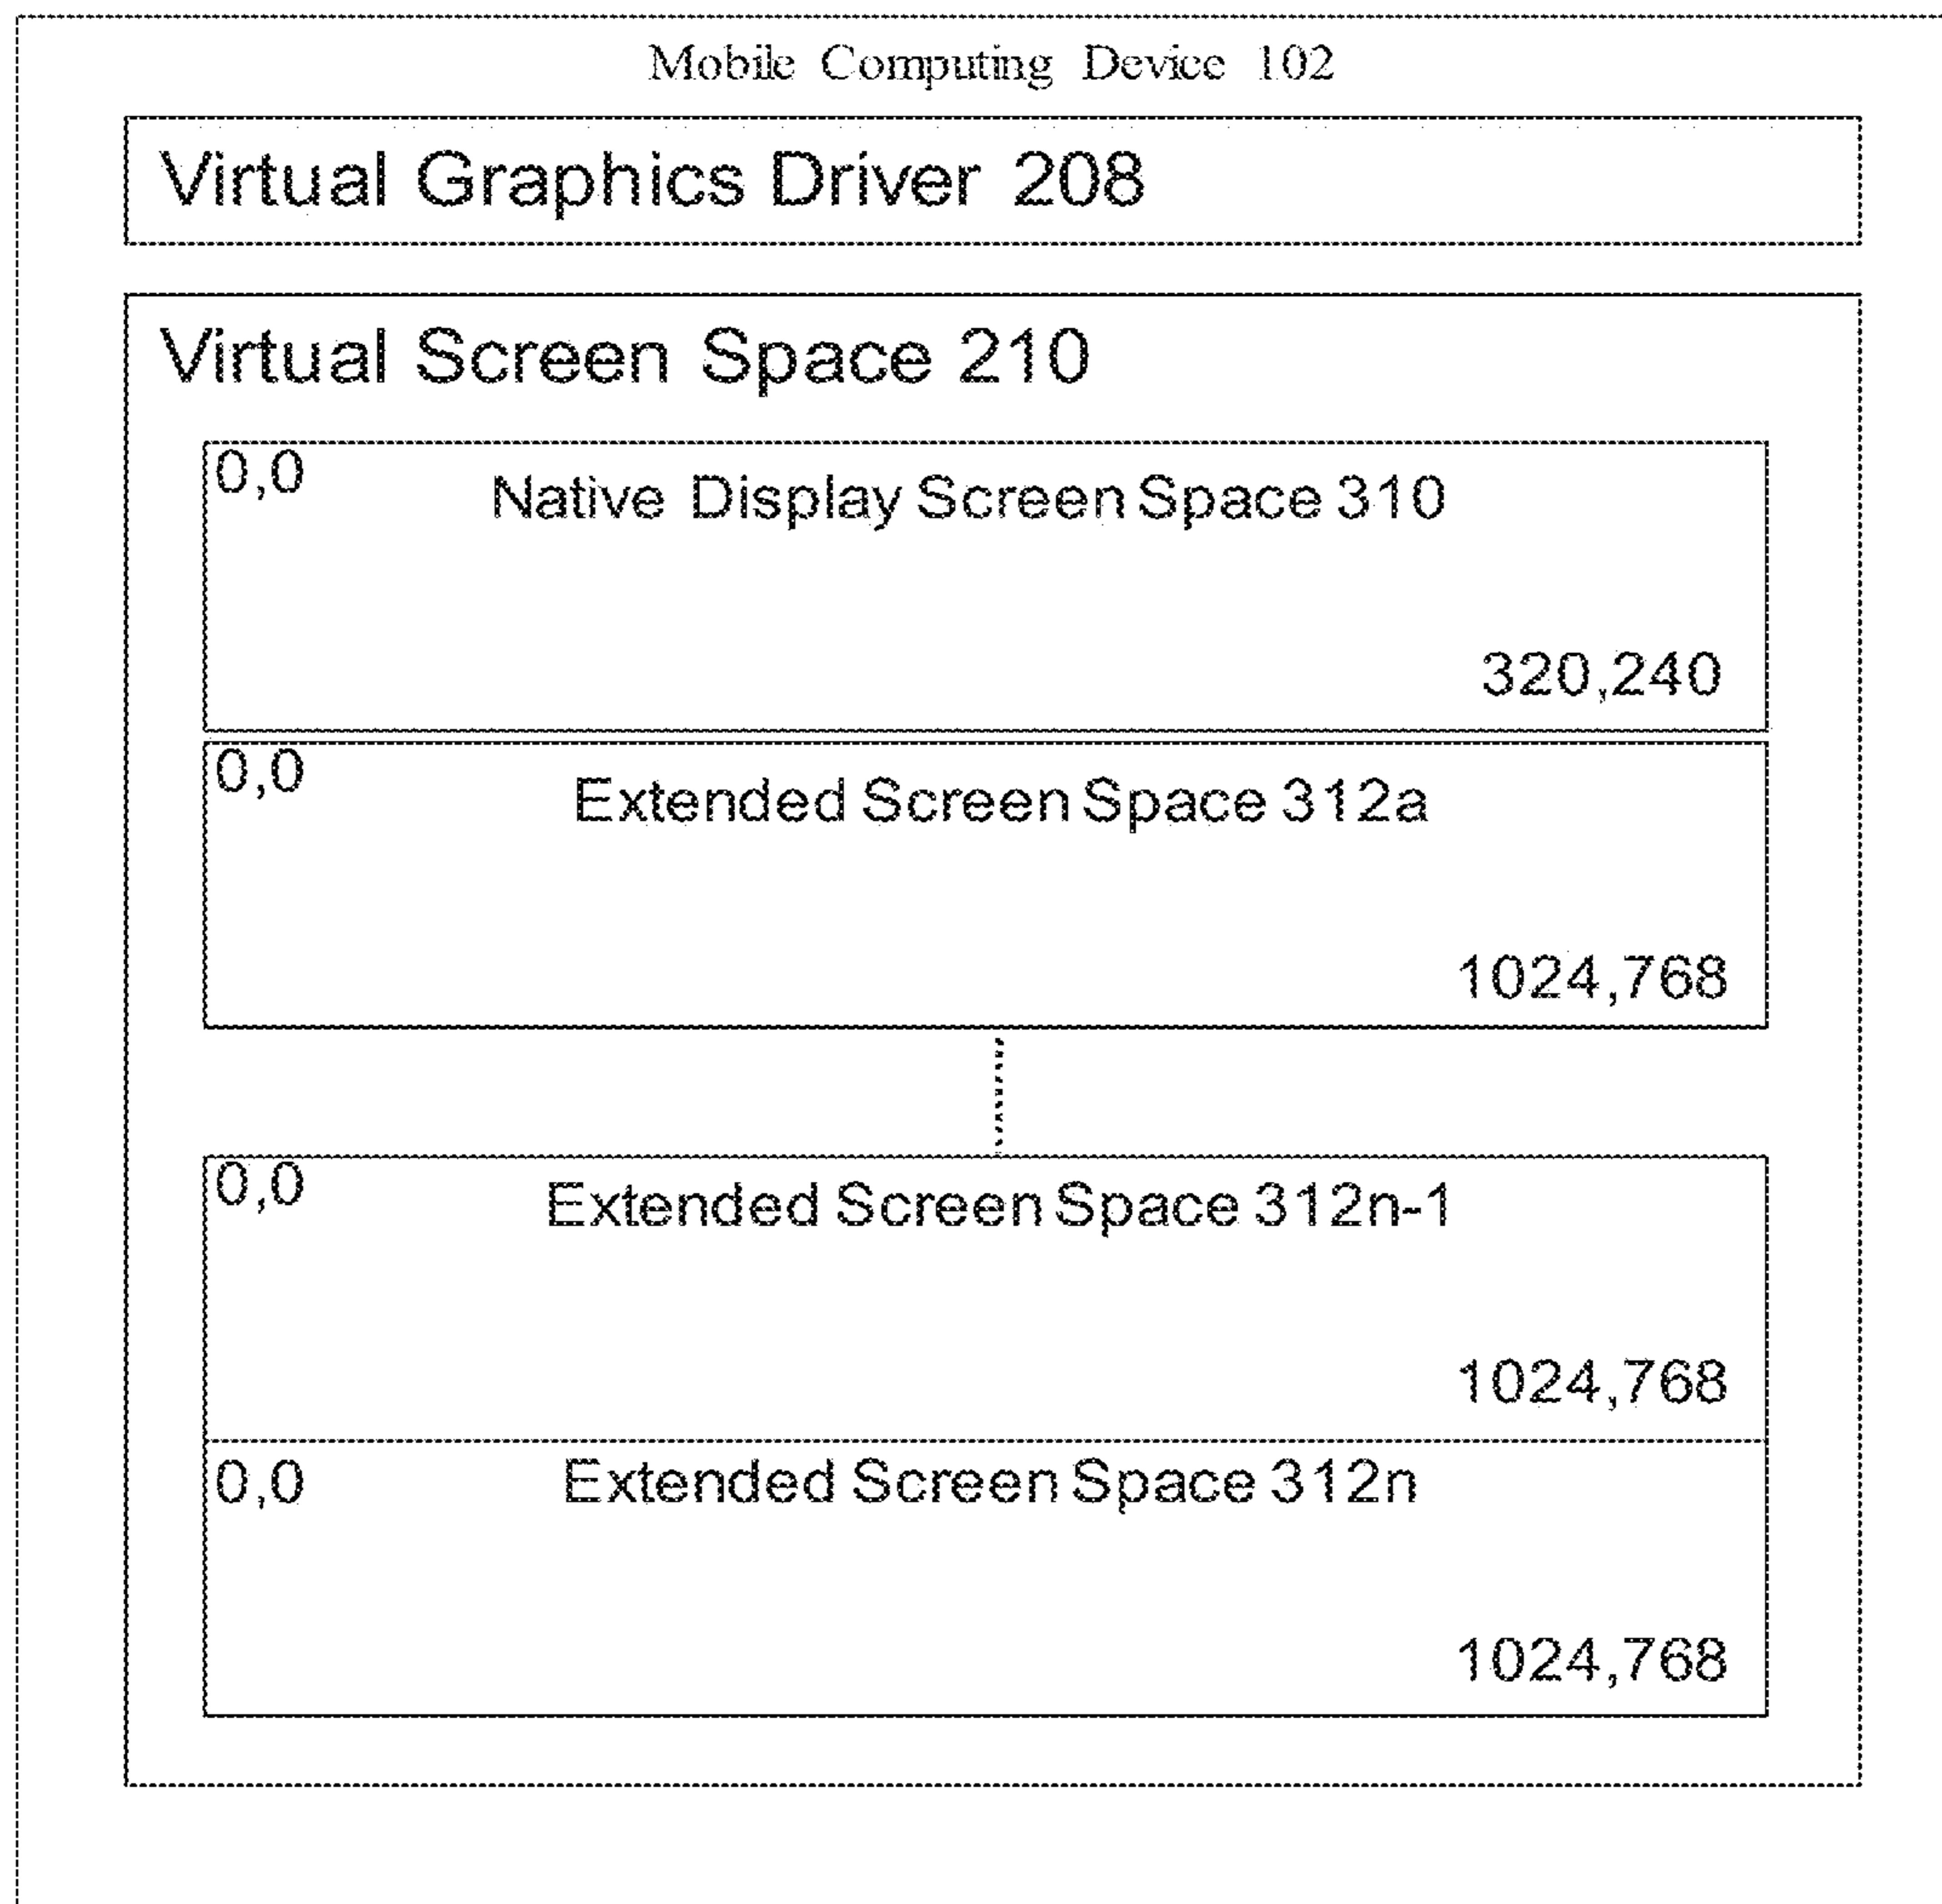 Mobile Computing Device 102
Virtual Graphics Driver 208
Virtual Screen Space 210
0,0
Native Display Screen Space 310
320,240
0,0
Extended Screen Space 312a
1024,768
0,0
Extended Screen Space 312n-1
1024,768
0,0
Extended Screen Space 312n
1024,768